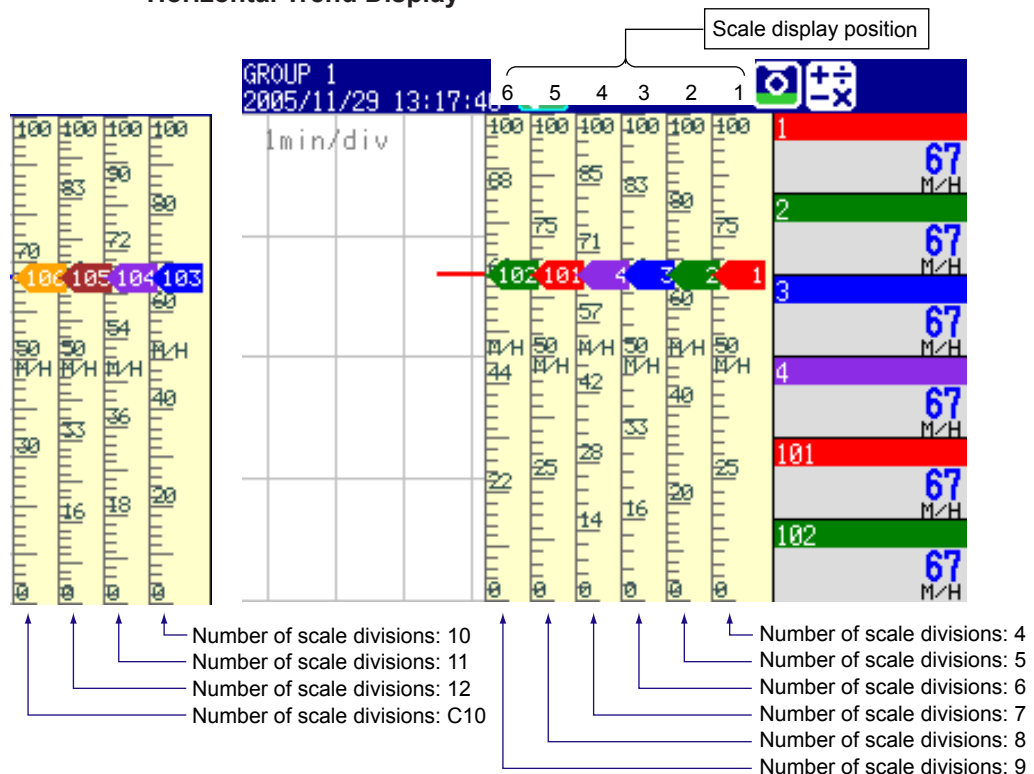 Horizontal Trend Display
Scale display position
GROUP 1
2005/11/29 13:17:4
6 5 4 3 2 1
1min/div
100 100 100 100
90
83
80
72
70
106 105 104 103
60
54
50 50 M/H
M/H M/H M/H
40
36
33
30
20
18
16
0 0 0 0
100 100 100 100 100 100
88 85 83
80
75 75
71
102 101 4 3 2 1
60
57
M/H 50 M/H 50 M/H 50
44 M/H M/H M/H
42 40
33
28
25 25
22 20
14 16
0 0 0 0 0 0
1
67
M/H
2
67
M/H
3
67
M/H
4
67
M/H
101
67
M/H
102
67
M/H
Number of scale divisions: 10
Number of scale divisions: 11
Number of scale divisions: 12
Number of scale divisions: C10
Number of scale divisions: 4
Number of scale divisions: 5
Number of scale divisions: 6
Number of scale divisions: 7
Number of scale divisions: 8
Number of scale divisions: 9